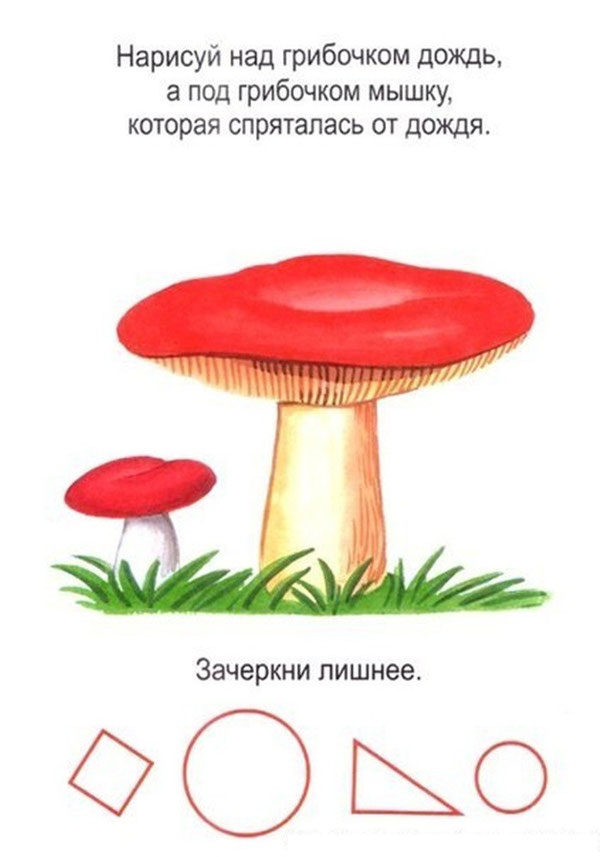 Нарисуй над грибочком дождь,
а под грибочком мышку,
которая спряталась от дождя.
Зачеркни лишнее.